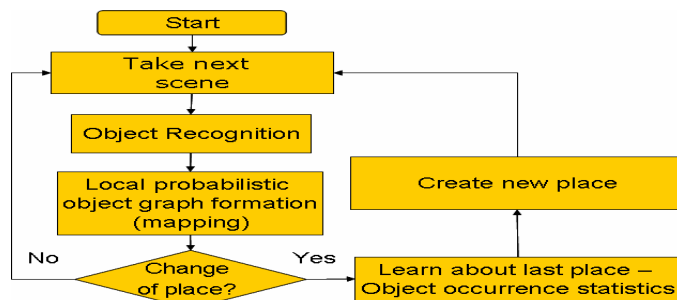 Start
Take next
scene
Object Recognition
Local probabilistic
object graph formation
(mapping)
Create new place
No
Change
of place?
Yes
Learn about last place –
Object occurrence statistics